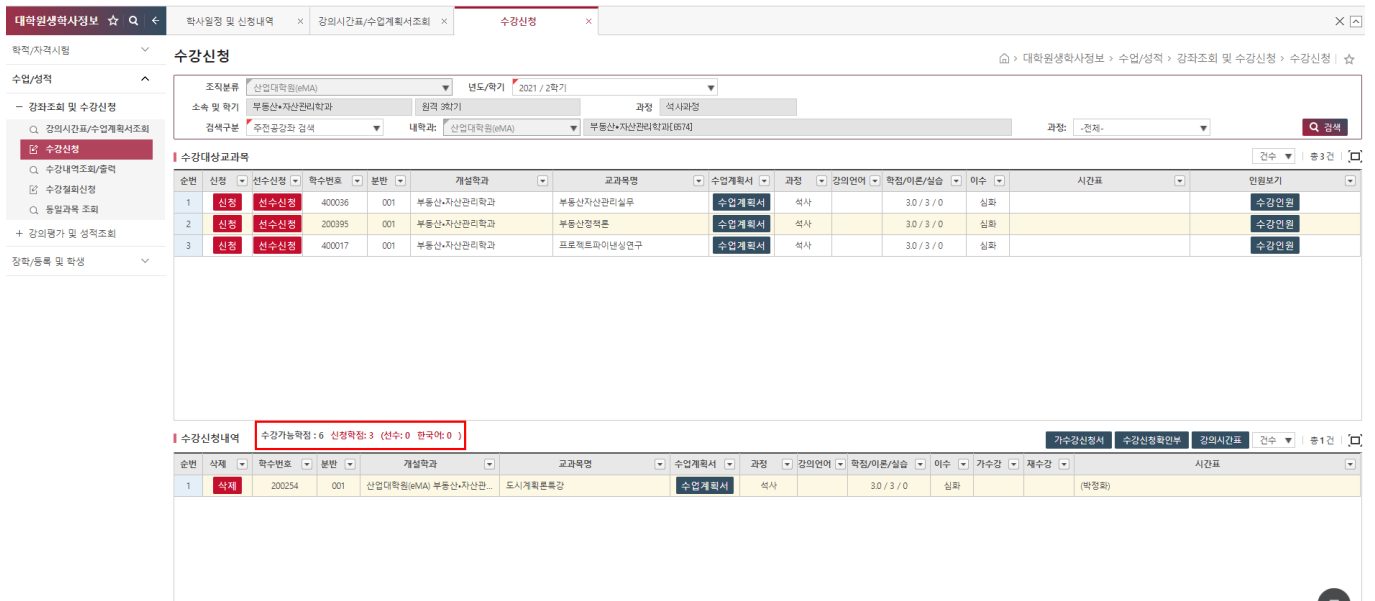 대학원생학사정보
학사일정 및 신청내역 ×
강의시간표/수업계획서조회 ×
수강신청 ×
학적/자격시험
수업/성적
강좌조회 및 수강신청
강의시간표/수업계획서조회
수강신청
수강내역조회/출력
수강철회신청
동일과목 조회
+ 강의평가 및 성적조회
장학/등록 및 학생
수강신청
대학원생학사정보 > 수업/성적 > 강좌조회 및 수강신청 > 수강신청
조직분류 산업대학원(eMA) 년도/학기 2021 / 2학기
소속 및 학기 부동산•자산관리학과 원격 3학기 과정 석사과정
검색구분 주전공강좌 검색 내학과: 산업대학원(eMA) 부동산•자산관리학과[6574] 과정: -전체- 검색
수강대상교과목 건수 총 3 건
순번 신청 선수신청 학수번호 분반 개설학과 교과목명 수업계획서 과정 강의언어 학점/이론/실습 이수 시간표 인원보기
1 신청 선수신청 400036 001 부동산•자산관리학과 부동산자산관리실무 수업계획서 석사 3.0 / 3 / 0 심화 수강인원
2 신청 선수신청 200395 001 부동산•자산관리학과 부동산정책론 수업계획서 석사 3.0 / 3 / 0 심화 수강인원
3 신청 선수신청 400017 001 부동산•자산관리학과 프로젝트파이낸싱연구 수업계획서 석사 3.0 / 3 / 0 심화 수강인원
수강신청내역 수강가능학점 : 6 신청학점: 3 (선수: 0 한국어: 0 ) 가수강신청서 수강신청확인부 강의시간표 건수 총 1 건
순번 삭제 학수번호 분반 개설학과 교과목명 수업계획서 과정 강의언어 학점/이론/실습 이수 가수강 재수강 시간표
1 삭제 200254 001 산업대학원(eMA) 부동산•자산관... 도시계획론특강 수업계획서 석사 3.0 / 3 / 0 심화 (박정화)